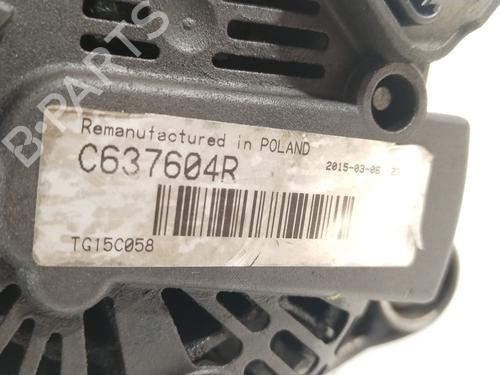 Remanufactured in POLAND
C637604R
2015-03-06
TG15C058
B-PARTS